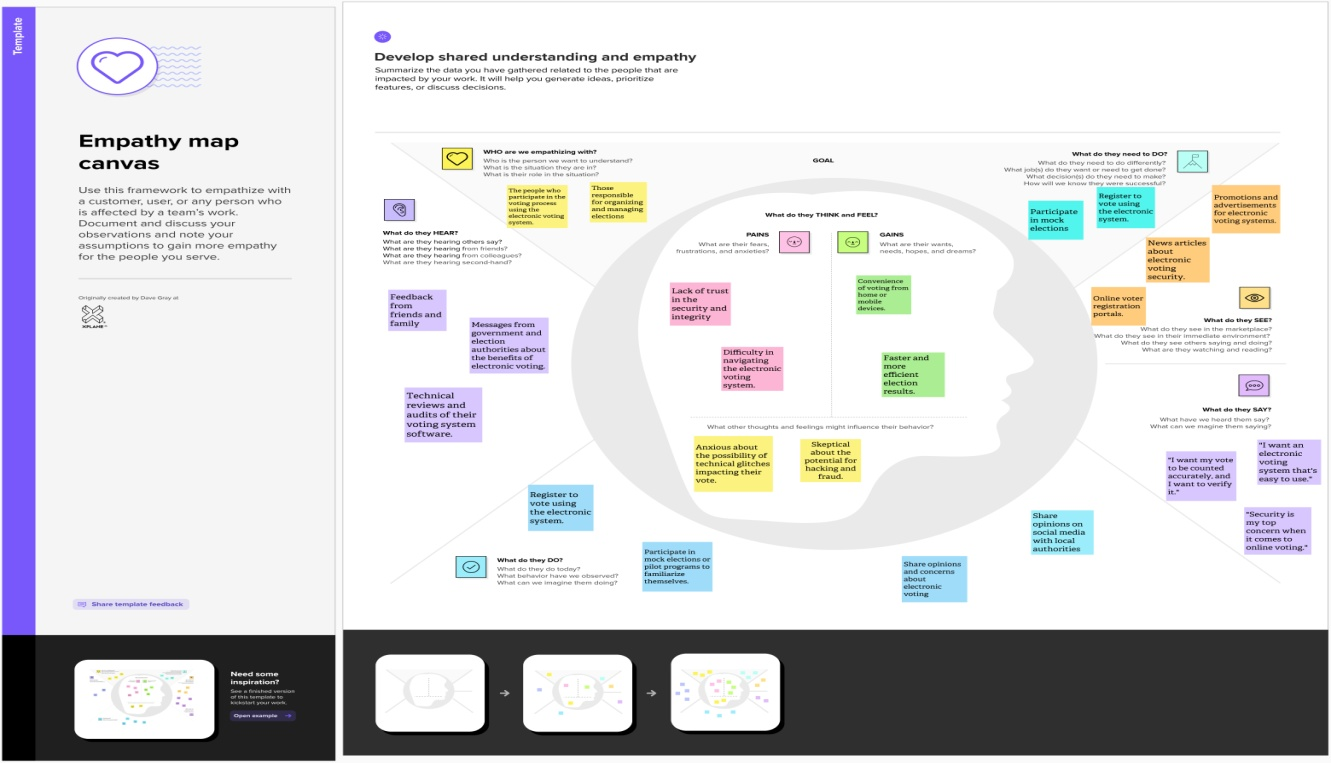 Template
Empathy map
canvas
Use this framework to empathize with
a customer, user, or any person who
is affected by a team's work.
Document and discuss your
observations and note your
assumptions to gain more empathy
for the people you serve.
Originally created by Dave Gray at
XPLANE
Share template feedback
Need some
inspiration?
See a finished version
of this template to
kickstart your work.
Open example
Develop shared understanding and empathy
Summarize the data you have gathered related to the people that are
impacted by your work. It will help you generate ideas, prioritize
features, or discuss decisions.
WHO are we empathizing with?
Who is the person we want to understand?
What is the situation they are in?
What is their role in the situation?
The people who
participate in the
voting process
using the
electronic voting
system.
Those
responsible
for organizing
and managing
elections
GOAL
What do they need to DO?
What do they need to do differently?
What job(s) do they want or need to get done?
What decision(s) do they need to make?
How will we know they were successful?
Participate
in mock
elections
Register to
vote using
the electronic
system.
Promotions and
advertisements
for electronic
voting systems.
News articles
about
electronic
voting
security.
Online voter
registration
portals.
What do they SEE?
What do they see in the marketplace?
What do they see in their immediate environment?
What do they see others saying and doing?
What are they watching and reading?
What do they HEAR?
What are they hearing others say?
What are they hearing from friends?
What are they hearing from colleagues?
What are they hearing second-hand?
Feedback
from
friends and
family
Messages from
government and
election
authorities about
the benefits of
electronic voting.
Technical
reviews and
audits of their
voting system
software.
What do they THINK and FEEL?
PAINS
What are their fears,
frustrations, and anxieties?
GAINS
What are their wants,
needs, hopes, and dreams?
Lack of trust
in the
security and
integrity
Difficulty in
navigating
the electronic
voting
system.
Convenience
of voting from
home or
mobile
devices.
Faster and
more
efficient
election
results.
What other thoughts and feelings might influence their behavior?
Anxious about
the possibility of
technical glitches
impacting their
vote.
Skeptical
about the
potential for
hacking and
fraud.
What do they SAY?
What have we heard them say?
What can we magine them saying?
"I want my vote
to be counted
accurately, and
I want to verify
it."
"I want an
electronic
voting
system that's
easy to use."
"Security is
my top
concern when
it comes to
online voting."
Register to
vote using
the electronic
system.
What do they DO?
What do they do today?
What behavior have we observed?
What can we imagine them doing?
Participate in
mock elections or
pilot programs to
familiarize
themselves.
Share opinions
and concerns
about
electronic
voting
Share
opinions on
social media
with local
authorities